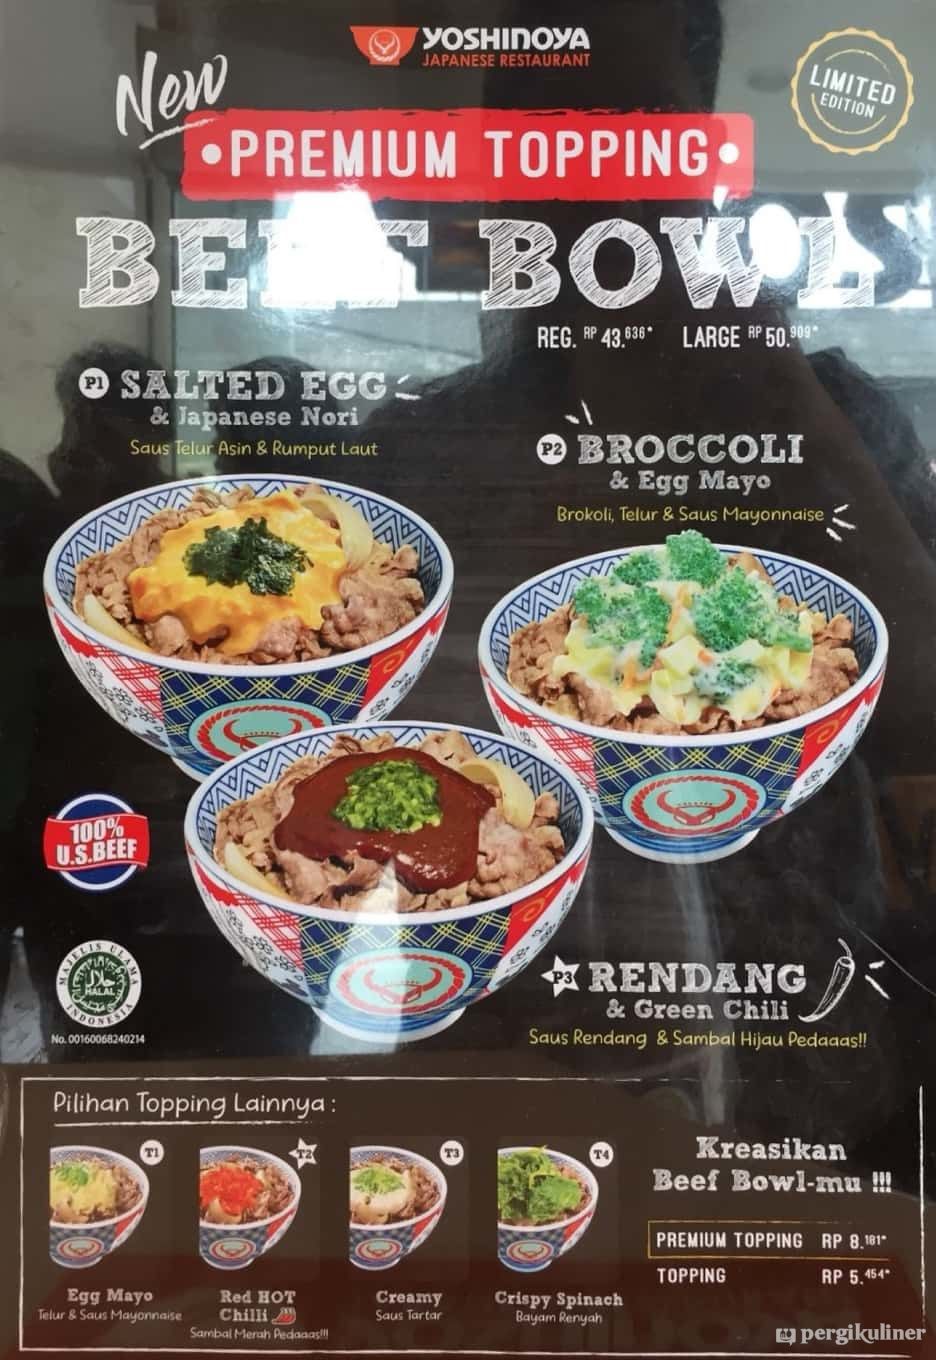 YOSHINOYA
JAPANESE RESTAURANT
New
LIMITED
EDITION
•PREMIUM TOPPING•
BEEF BOWL
REG. RP 43.636* LARGE RP 50.909*
P1 SALTED EGG
& Japanese Nori
Saus Telur Asin & Rumput Laut
P2 BROCCOLI
& Egg Mayo
Brokoli, Telur & Saus Mayonnaise
100%
U.S.BEEF
MAJELIS ULAMA
حلال
HALAL
INDONESIA
No. 00160068240214
P3 RENDANG
& Green Chili
Saus Rendang & Sambal Hijau Pedaaas!!
Pilihan Topping Lainnya :
T1
Egg Mayo
Telur & Saus Mayonnaise
T2
Red HOT
Chilli
Sambal Merah Pedaaas!!!
T3
Creamy
Saus Tartar
T4
Crispy Spinach
Bayam Renyah
Kreasikan
Beef Bowl-mu !!!
PREMIUM TOPPING RP 8.181*
TOPPING RP 5.454*
pergikuliner